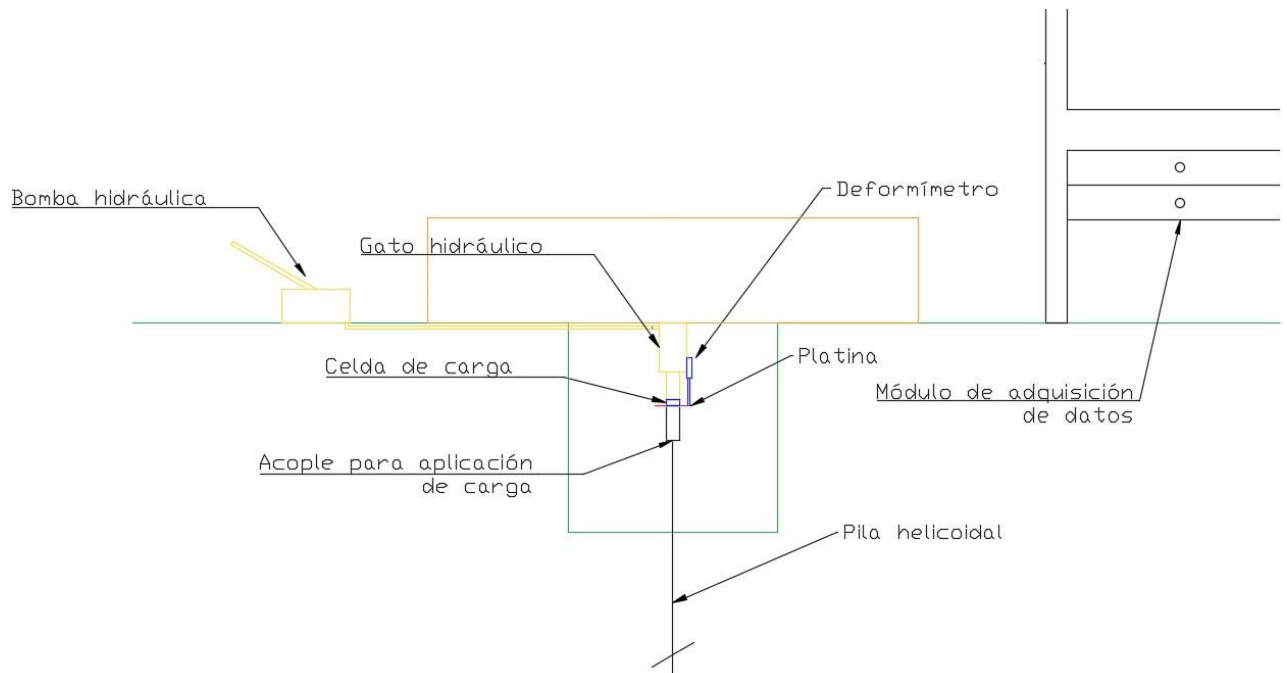 Bomba hidráulica
Deformímetro
Gato hidráulico
Celda de carga
Platina
Módulo de adquisición
de datos
Acople para aplicación
de carga
Pila helicoidal